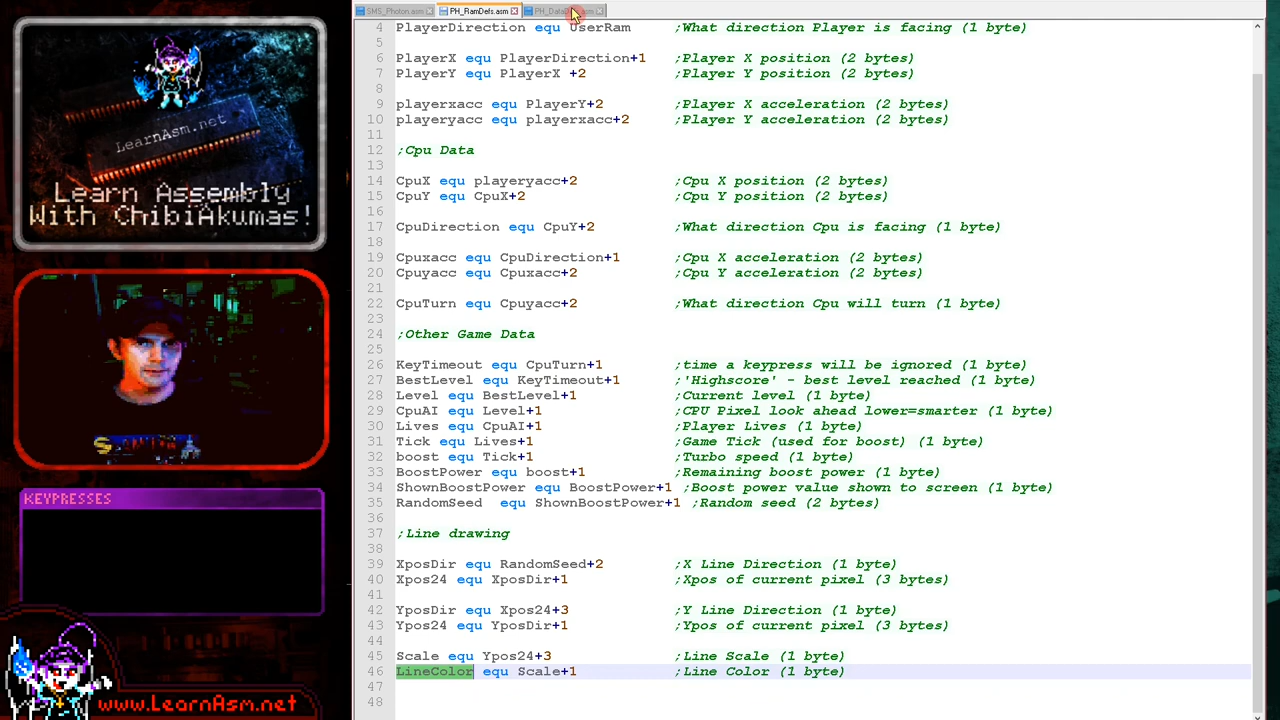 SMS_Photon.asm
PH_RamDefs.asm
LearnAsm.net
Learn Assembly
With ChibiAkumas!
KEYPRESSES
www.LearnAsm.net
4 PlayerDirection equ UserRam ;What direction Player is facing (1 byte)
5
6 PlayerX equ PlayerDirection+1 ;Player X position (2 bytes)
7 PlayerY equ PlayerX +2 ;Player Y position (2 bytes)
8
9 playerxacc equ PlayerY+2 ;Player X acceleration (2 bytes)
10 playeryacc equ playerxacc+2 ;Player Y acceleration (2 bytes)
11
12 ;Cpu Data
13
14 CpuX equ playeryacc+2 ;Cpu X position (2 bytes)
15 CpuY equ CpuX+2 ;Cpu Y position (2 bytes)
16
17 CpuDirection equ CpuY+2 ;What direction Cpu is facing (1 byte)
18
19 Cpuxacc equ CpuDirection+1 ;Cpu X acceleration (2 bytes)
20 Cpuyacc equ Cpuxacc+2 ;Cpu Y acceleration (2 bytes)
21
22 CpuTurn equ Cpuyacc+2 ;What direction Cpu will turn (1 byte)
23
24 ;Other Game Data
25
26 KeyTimeout equ CpuTurn+1 ;time a keypress will be ignored (1 byte)
27 BestLevel equ KeyTimeout+1 ;'Highscore' - best level reached (1 byte)
28 Level equ BestLevel+1 ;Current level (1 byte)
29 CpuAI equ Level+1 ;CPU Pixel look ahead lower=smarter (1 byte)
30 Lives equ CpuAI+1 ;Player Lives (1 byte)
31 Tick equ Lives+1 ;Game Tick (used for boost) (1 byte)
32 boost equ Tick+1 ;Turbo speed (1 byte)
33 BoostPower equ boost+1 ;Remaining boost power (1 byte)
34 ShownBoostPower equ BoostPower+1 ;Boost power value shown to screen (1 byte)
35 RandomSeed equ ShownBoostPower+1 ;Random seed (2 bytes)
36
37 ;Line drawing
38
39 XposDir equ RandomSeed+2 ;X Line Direction (1 byte)
40 Xpos24 equ XposDir+1 ;Xpos of current pixel (3 bytes)
41
42 YposDir equ Xpos24+3 ;Y Line Direction (1 byte)
43 Ypos24 equ YposDir+1 ;Ypos of current pixel (3 bytes)
44
45 Scale equ Ypos24+3 ;Line Scale (1 byte)
46 LineColor equ Scale+1 ;Line Color (1 byte)
47
48